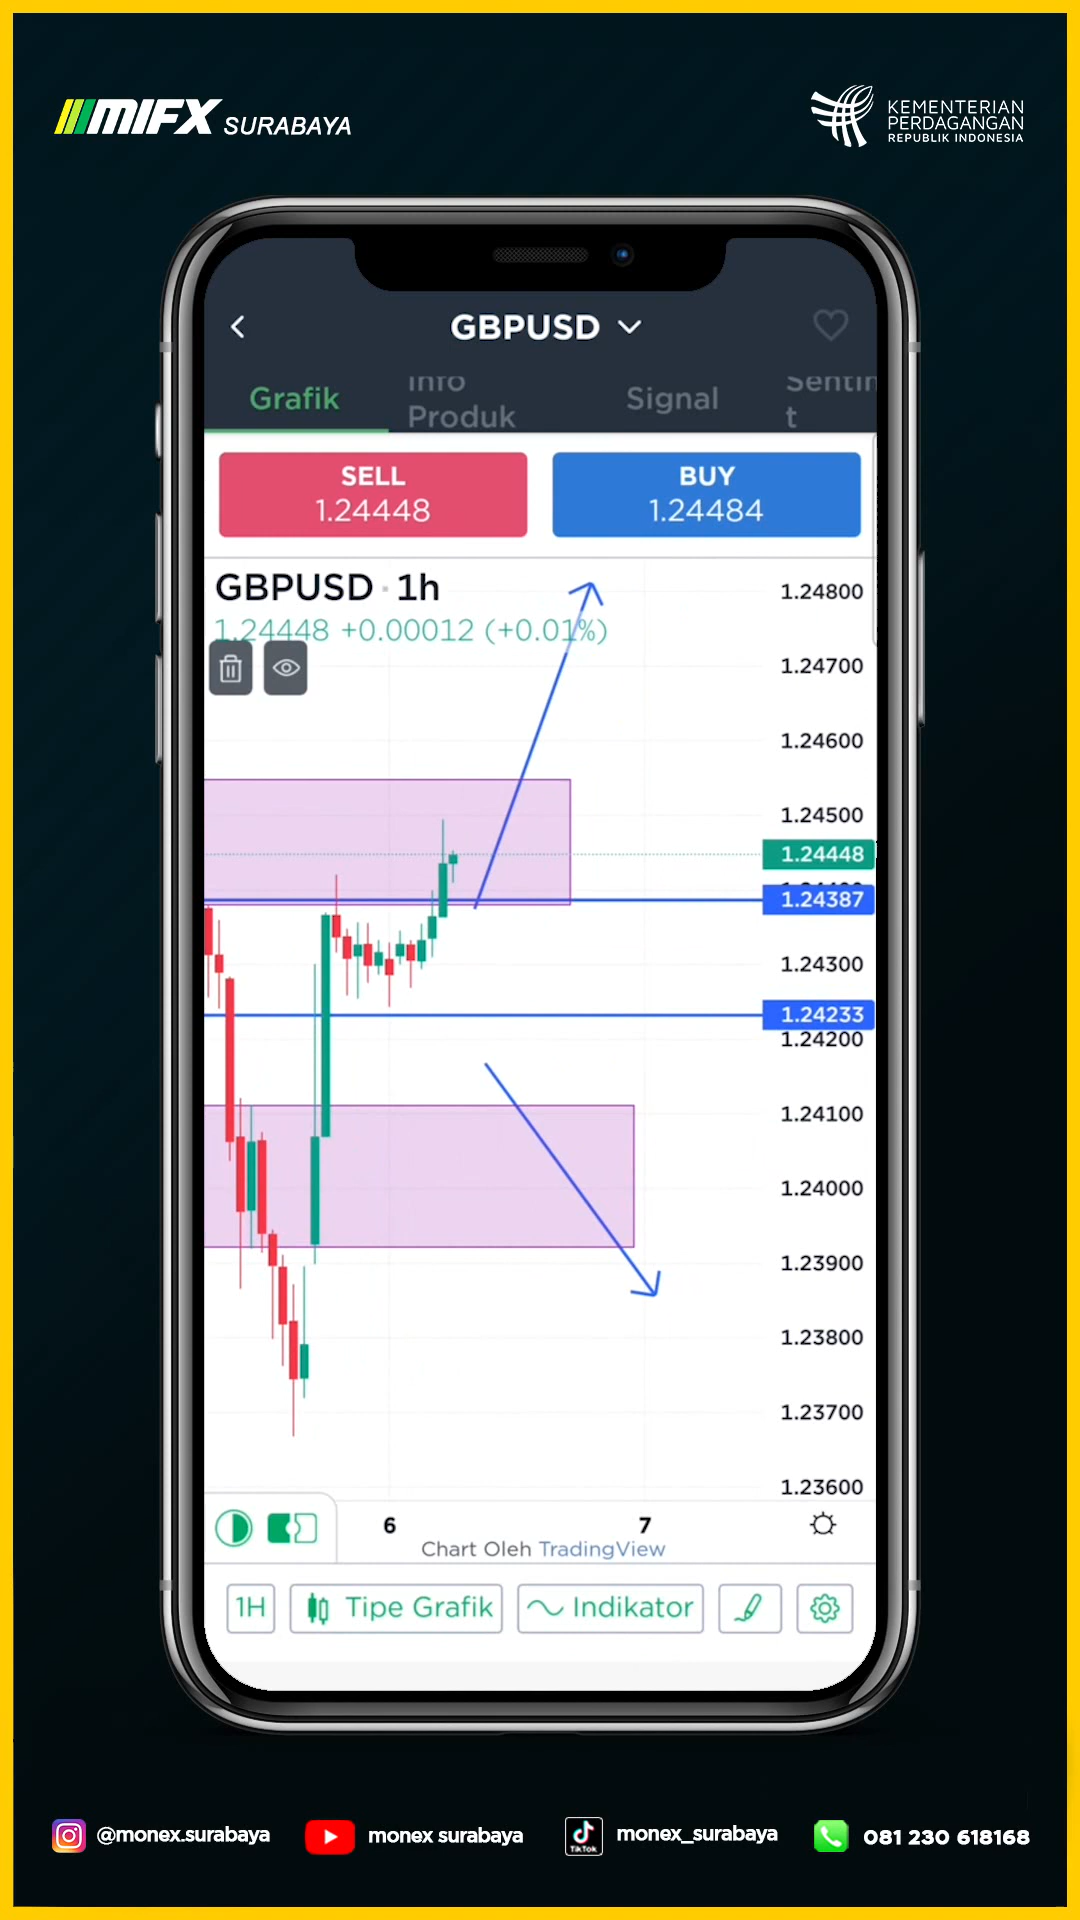 MIFX SURABAYA
KEMENTERIAN
PERDAGANGAN
REPUBLIK INDONESIA
GBPUSD
Grafik
Info
Produk
Signal
Sentin
t
SELL
1.24448
BUY
1.24484
GBPUSD · 1h
1.24448 +0.00012 (+0.01%)
1.24800
1.24700
1.24600
1.24500
1.24448
1.24387
1.24300
1.24233
1.24200
1.24100
1.24000
1.23900
1.23800
1.23700
1.23600
6
7
Chart Oleh TradingView
1H
Tipe Grafik
Indikator
@monex.surabaya
monex surabaya
TikTok
monex_surabaya
081 230 618168